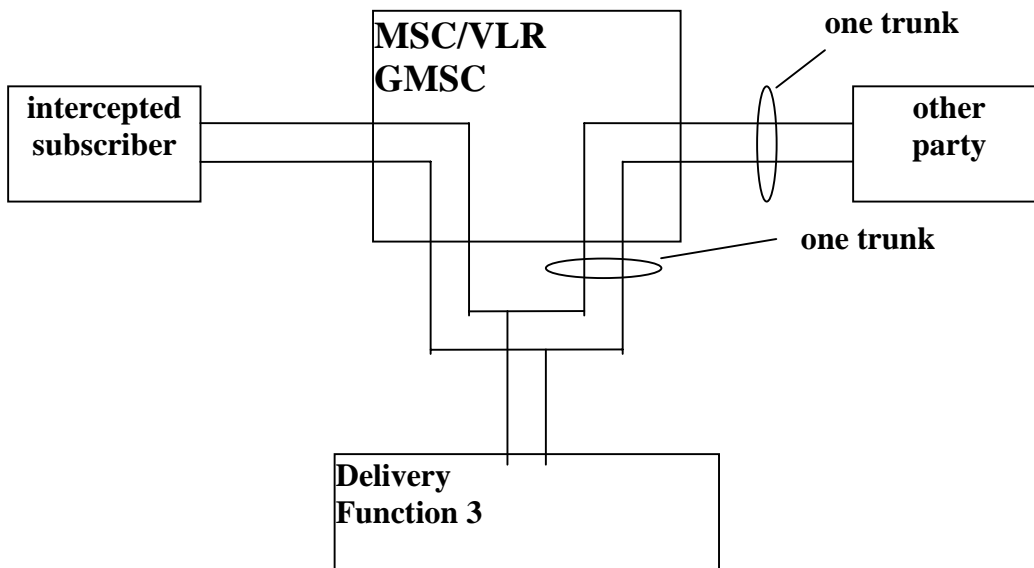 MSC/VLR
GMSC
one trunk
intercepted
subscriber
other
party
one trunk
Delivery
Function 3